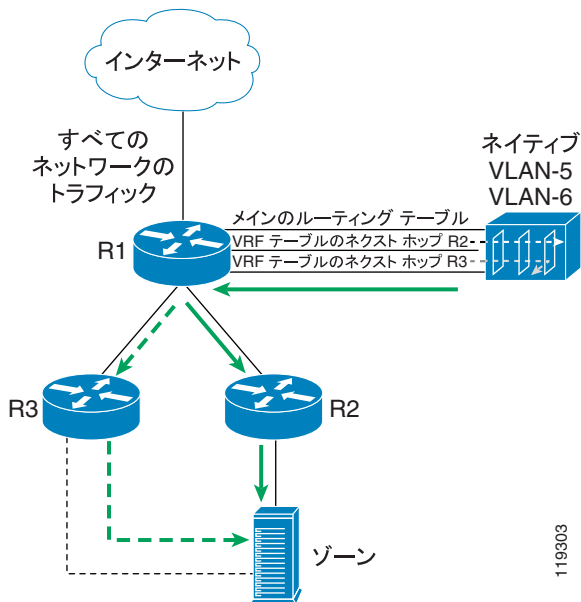 インターネット
すべての
ネットワークの
トラフィック
ネイティブ
VLAN-5
VLAN-6
メインのルーティング テーブル
R1
VRF テーブルのネクスト ホップ R2
VRF テーブルのネクスト ホップ R3
R3
R2
ゾーン
119303